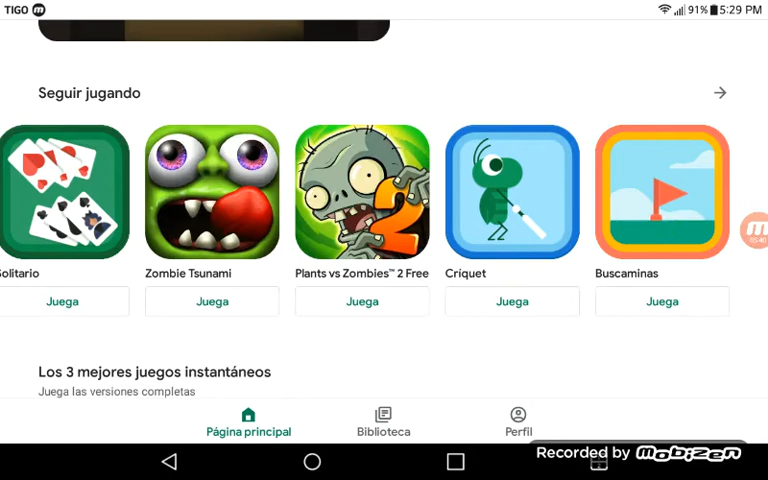 TIGO 91% 5:29 PM
Seguir jugando
Solitario Zombie Tsunami Plants vs Zombies™ 2 Free Críquet Buscaminas
Juega Juega Juega Juega Juega
Los 3 mejores juegos instantáneos
Juega las versiones completas
Página principal Biblioteca Perfil
Recorded by mobizen